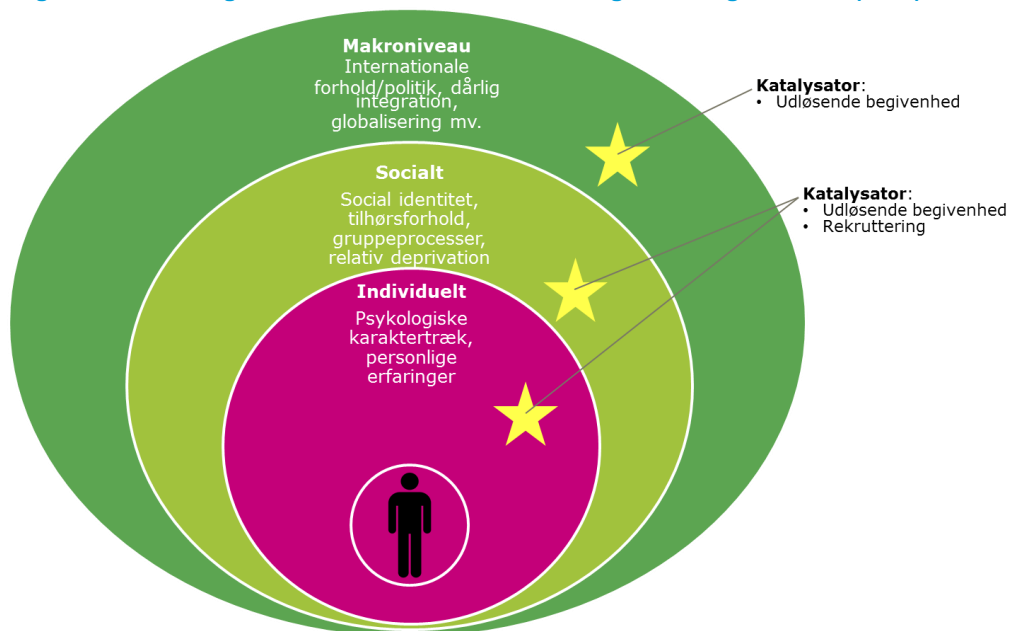 Makroniveau
Internationale
forhold/politik, dårlig
integration,
globalisering mv.
Socialt
Social identitet,
tilhørsforhold,
gruppeprocesser,
relativ deprivation
Individuelt
Psykologiske
karaktertræk,
personlige
erfaringer
Katalysator:
• Udløsende begivenhed
Katalysator:
• Udløsende begivenhed
• Rekruttering